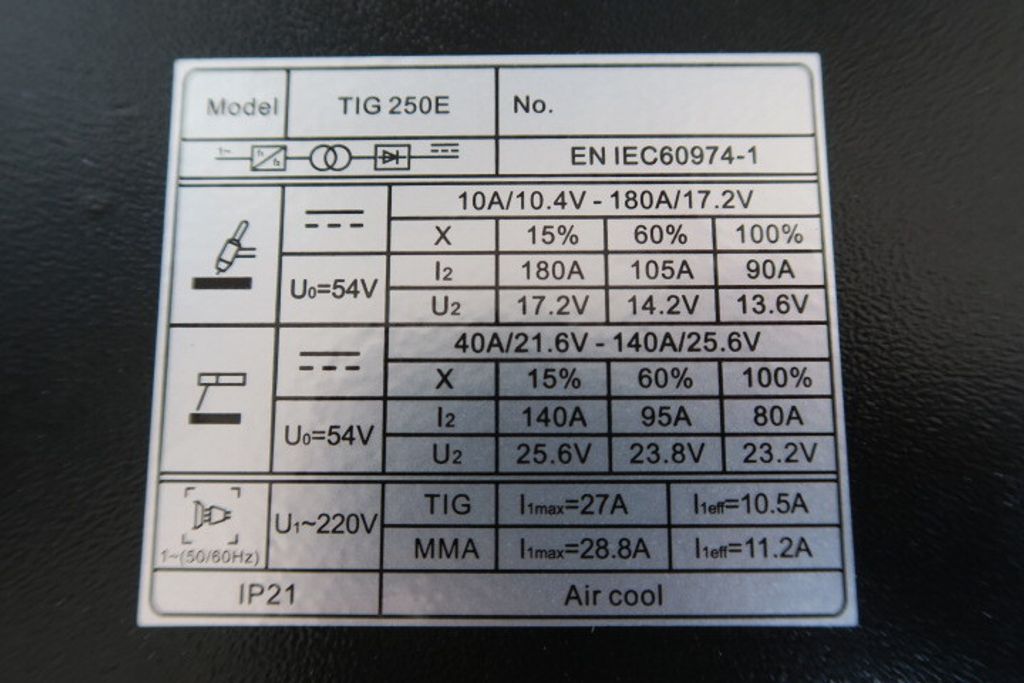 Model TIG 250E No.
1~ f1 f2 EN IEC60974-1
10A/10.4V - 180A/17.2V
X 15% 60% 100%
U0=54V I2 180A 105A 90A
U2 17.2V 14.2V 13.6V
40A/21.6V - 140A/25.6V
X 15% 60% 100%
U0=54V I2 140A 95A 80A
U2 25.6V 23.8V 23.2V
1~(50/60Hz) U1~220V TIG I1max=27A I1eff=10.5A
MMA I1max=28.8A I1eff=11.2A
IP21 Air cool